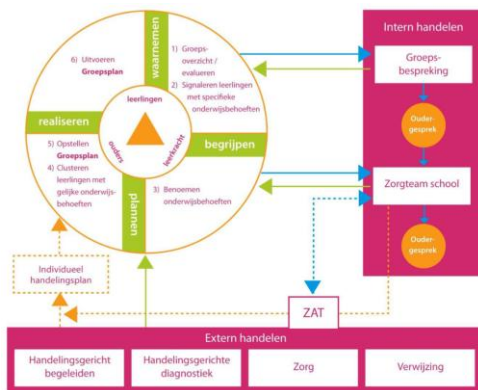 waarnemen
6) Uitvoeren
Groepsplan
1) Groeps-
overzicht /
evalueren
2) Signaleren leerlingen
met specifieke
onderwijsbehoeften
leerlingen
ouders
leerkracht
realiseren
begrijpen
5) Opstellen
Groepsplan
4) Clusteren
leerlingen met
gelijke onderwijs-
behoeften
3) Benoemen
onderwijsbehoeften
plannen
Intern handelen
Groeps-
bespreking
Ouder-
gesprek
Zorgteam school
Ouder-
gesprek
Individueel
handelingsplan
ZAT
Extern handelen
Handelingsgericht
begeleiden
Handelingsgerichte
diagnostiek
Zorg
Verwijzing